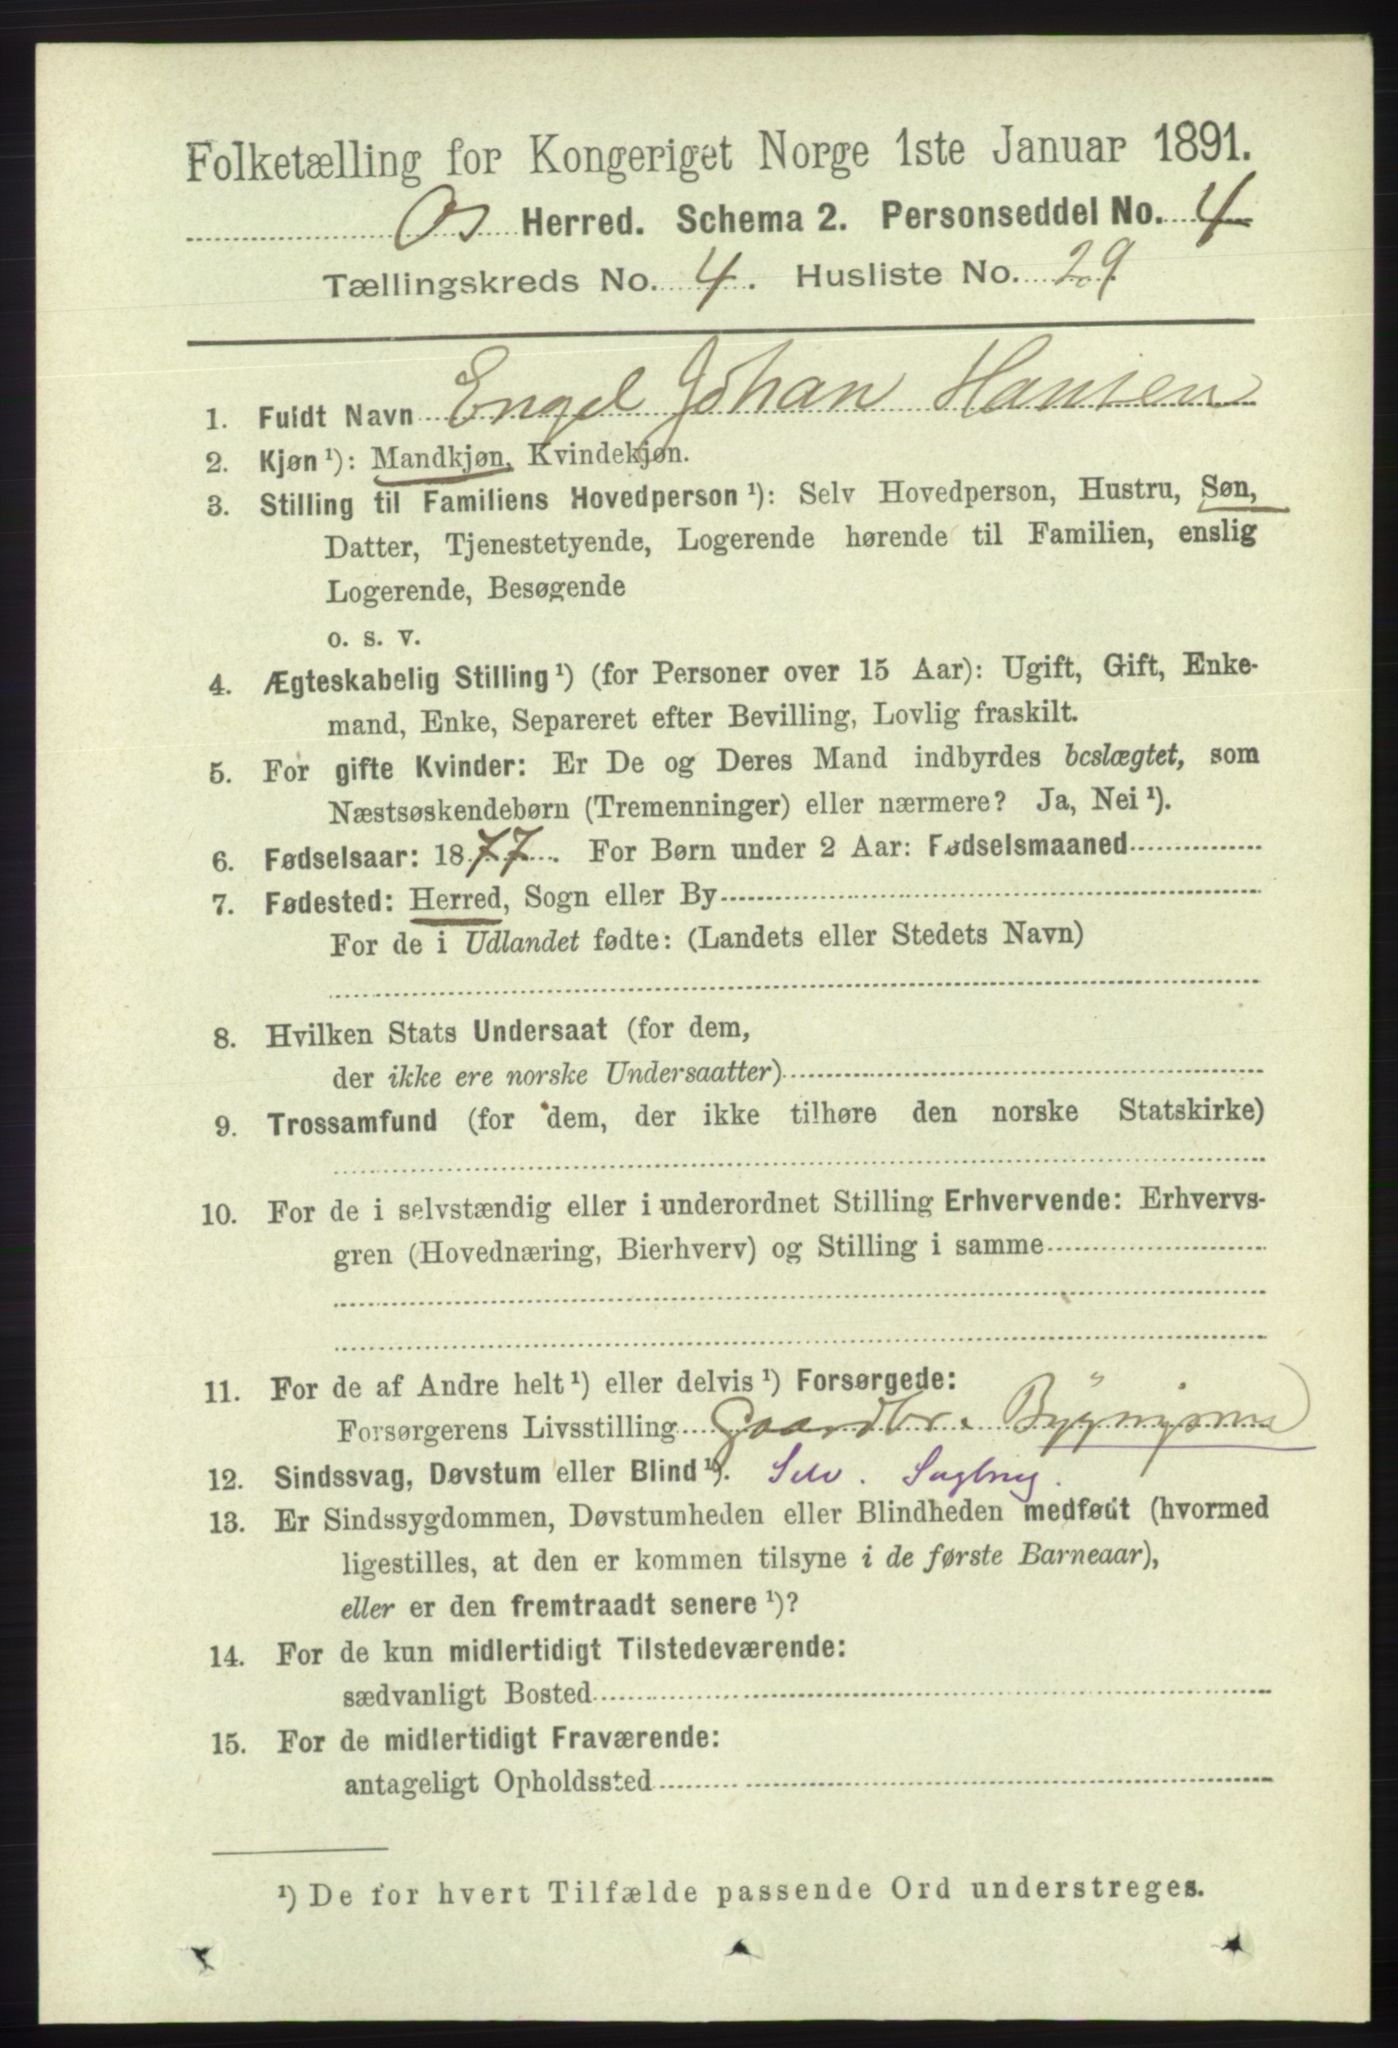 Folketælling for Kongeriget Norge 1ste Januar 1891.
Os Herred. Schema 2. Personseddel No. 4
Tællingskreds No. 4. Husliste No. 29
1. Fuldt Navn Engel Johan Hansen
2. Kjøn ¹): Mandkjøn, Kvindekjøn.
3. Stilling til Familiens Hovedperson ¹): Selv Hovedperson, Hustru, Søn,
Datter, Tjenestetyende, Logerende hørende til Familien, enslig
Logerende, Besøgende
o. s. v.
4. Ægteskabelig Stilling ¹) (for Personer over 15 Aar): Ugift, Gift, Enke-
mand, Enke, Separeret efter Bevilling, Lovlig fraskilt.
5. For gifte Kvinder: Er De og Deres Mand indbyrdes beslægtet, som
Næstsøskendebørn (Tremenninger) eller nærmere? Ja, Nei ¹).
6. Fødselsaar: 1877. For Børn under 2 Aar: Fødselsmaaned
7. Fødested: Herred, Sogn eller By
For de i Udlandet fødte: (Landets eller Stedets Navn)
8. Hvilken Stats Undersaat (for dem,
der ikke ere norske Undersaatter)
9. Trossamfund (for dem, der ikke tilhøre den norske Statskirke)
10. For de i selvstændig eller i underordnet Stilling Erhvervende: Erhvervs-
gren (Hovednæring, Bierhverv) og Stilling i samme
11. For de af Andre helt ¹) eller delvis ¹) Forsørgede:
Forsørgerens Livsstilling Gaardbr.
12. Sindssvag, Døvstum eller Blind ¹). Selv. Sagbrug.
13. Er Sindssygdommen, Døvstumheden eller Blindheden medfødt (hvormed
ligestilles, at den er kommen tilsyne i de første Barneaar),
eller er den fremtraadt senere ¹)?
14. For de kun midlertidigt Tilstedeværende:
sædvanligt Bosted
15. For de midlertidigt Fraværende:
antageligt Opholdssted
¹) De for hvert Tilfælde passende Ord understreges.